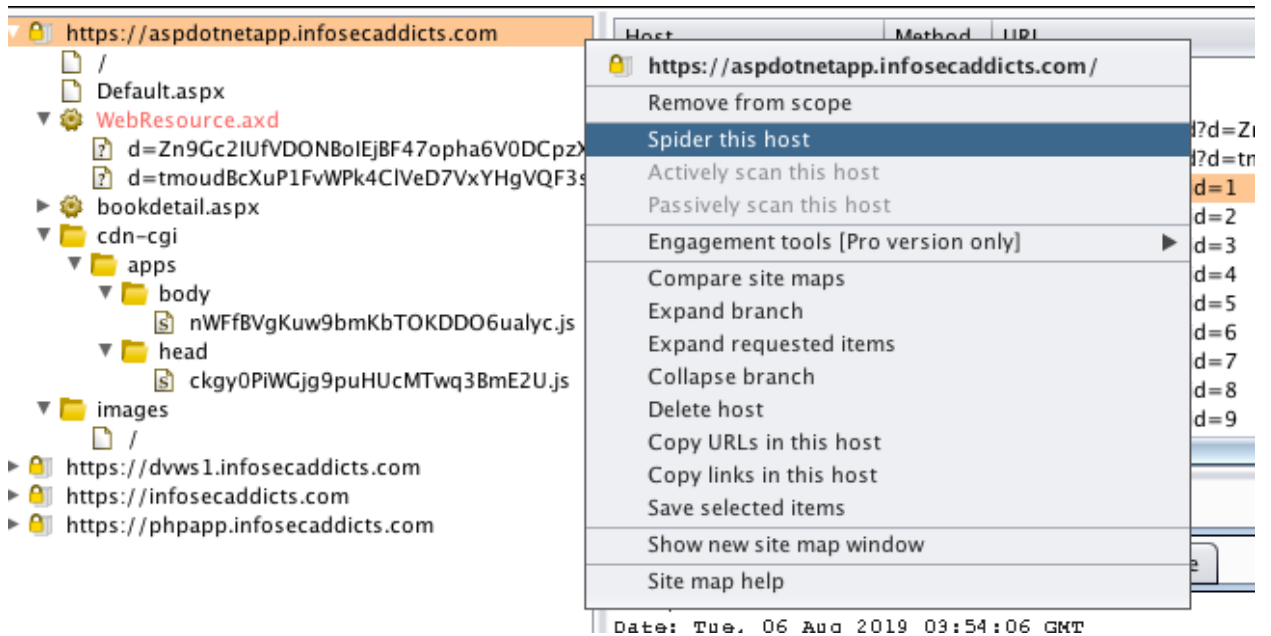 https://aspdotnetapp.infosecaddicts.com
/
Default.aspx
WebResource.axd
d=Zn9Gc2IUfVDONBoIEjBF47opha6V0DCpzX
d=tmoudBcXuP1FvWPk4ClVeD7VxYHgVQF3s
bookdetail.aspx
cdn-cgi
apps
body
nWFfBVgKuw9bmKbTOKDDO6ualyc.js
head
ckgy0PiWGjg9puHUcMTwq3BmE2U.js
images
/
https://dvws1.infosecaddicts.com
https://infosecaddicts.com
https://phpapp.infosecaddicts.com
Host Method URL
https://aspdotnetapp.infosecaddicts.com/
Remove from scope
Spider this host
Actively scan this host
Passively scan this host
Engagement tools [Pro version only]
Compare site maps
Expand branch
Expand requested items
Collapse branch
Delete host
Copy URLs in this host
Copy links in this host
Save selected items
Show new site map window
Site map help
d?d=Zn
d?d=tn
d=1
d=2
d=3
d=4
d=5
d=6
d=7
d=8
d=9
Date: Tue, 06 Aug 2019 03:54:06 GMT